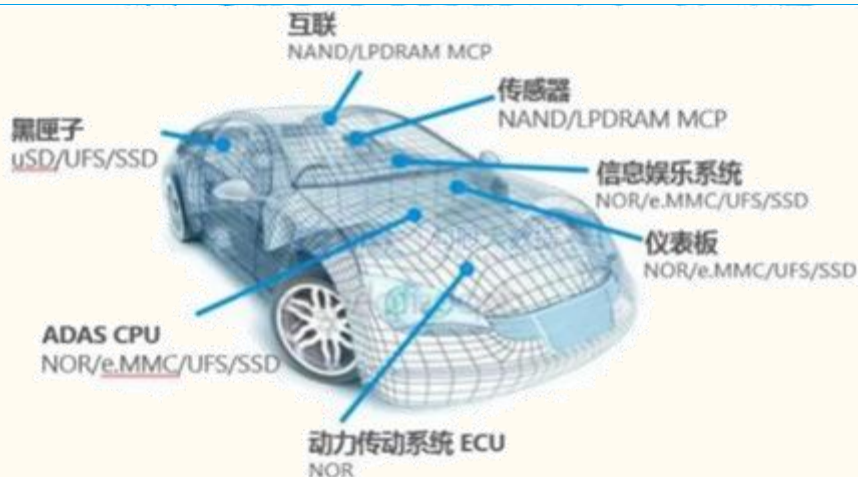 互联
NAND/LPDRAM MCP
传感器
NAND/LPDRAM MCP
黑匣子
uSD/UFS/SSD
信息娱乐系统
NOR/e.MMC/UFS/SSD
仪表板
NOR/e.MMC/UFS/SSD
ADAS CPU
NOR/e.MMC/UFS/SSD
动力传动系统 ECU
NOR